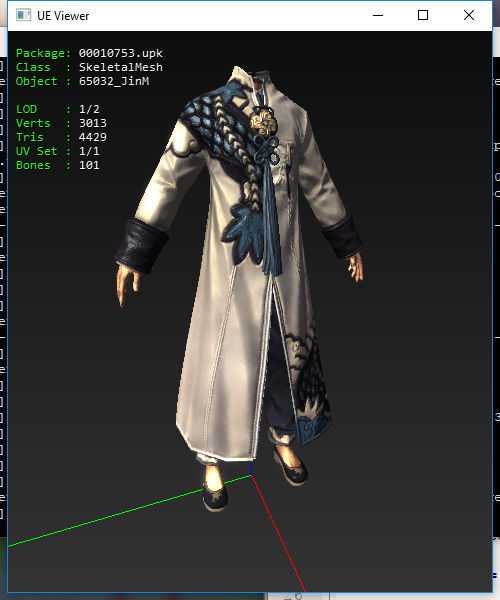 UE Viewer
Package: 00010753.upk
Class : SkeletalMesh
Object : 65032_JinM
LOD : 1/2
Verts : 3013
Tris : 4429
UV Set : 1/1
Bones : 101